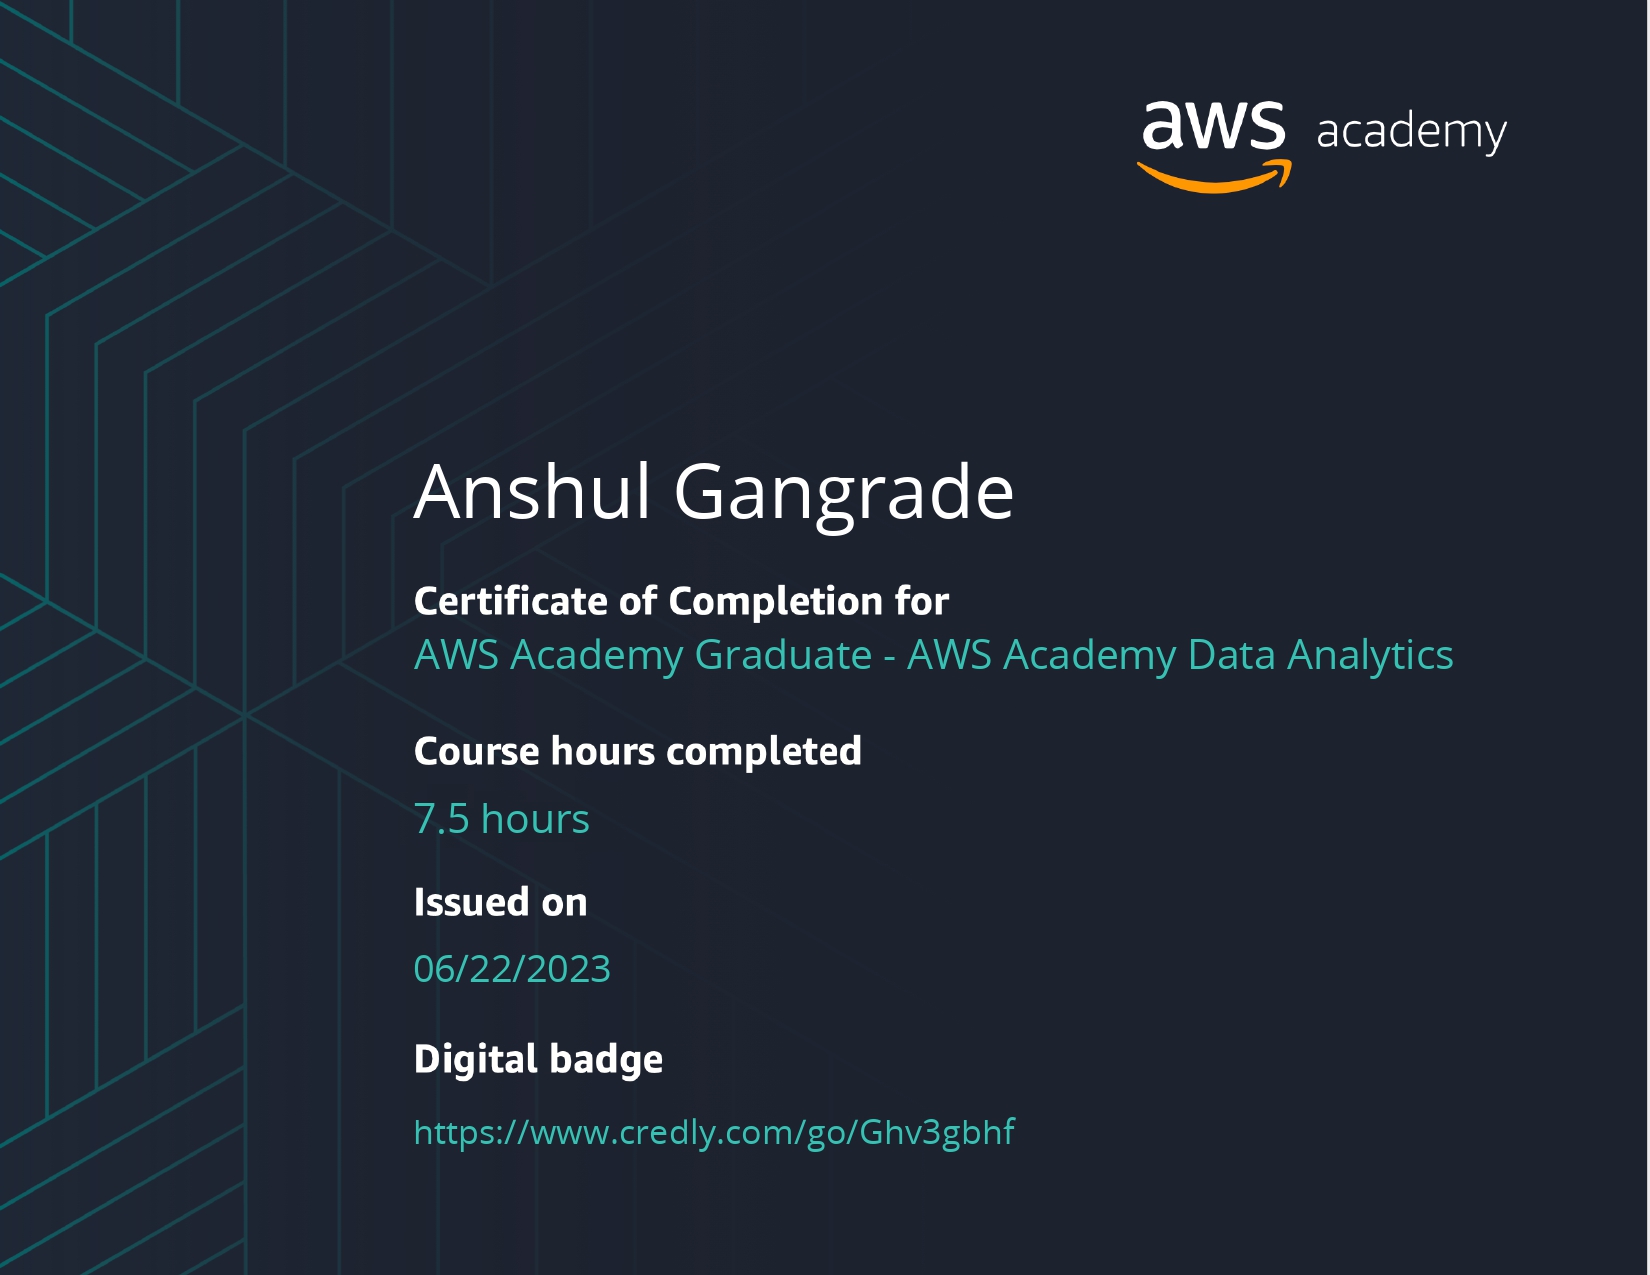 aws academy
Anshul Gangrade
Certificate of Completion for
AWS Academy Graduate - AWS Academy Data Analytics
Course hours completed
7.5 hours
Issued on
06/22/2023
Digital badge
https://www.credly.com/go/Ghv3gbhf